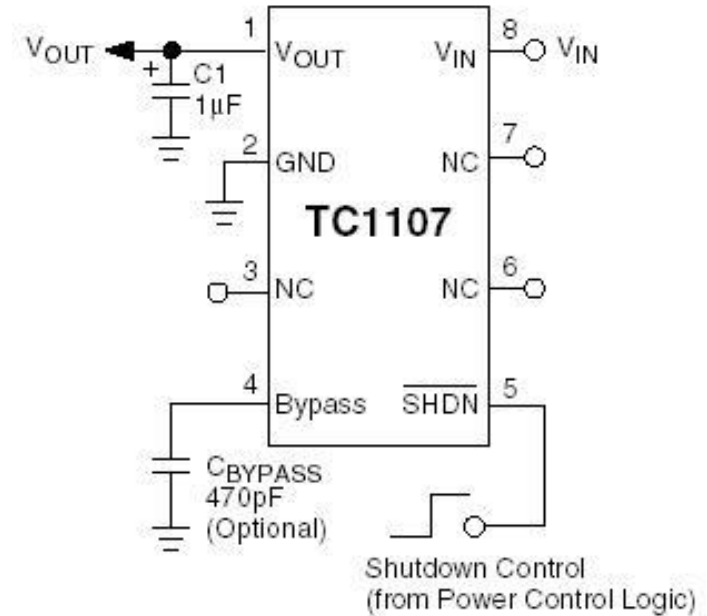 1
8
VOUT
+
C1
1µF
VOUT
VIN
VIN
7
2
GND
NC
TC1107
3
6
NC
NC
4
5
Bypass
SHDN
CBYPASS
470pF
(Optional)
Shutdown Control
(from Power Control Logic)